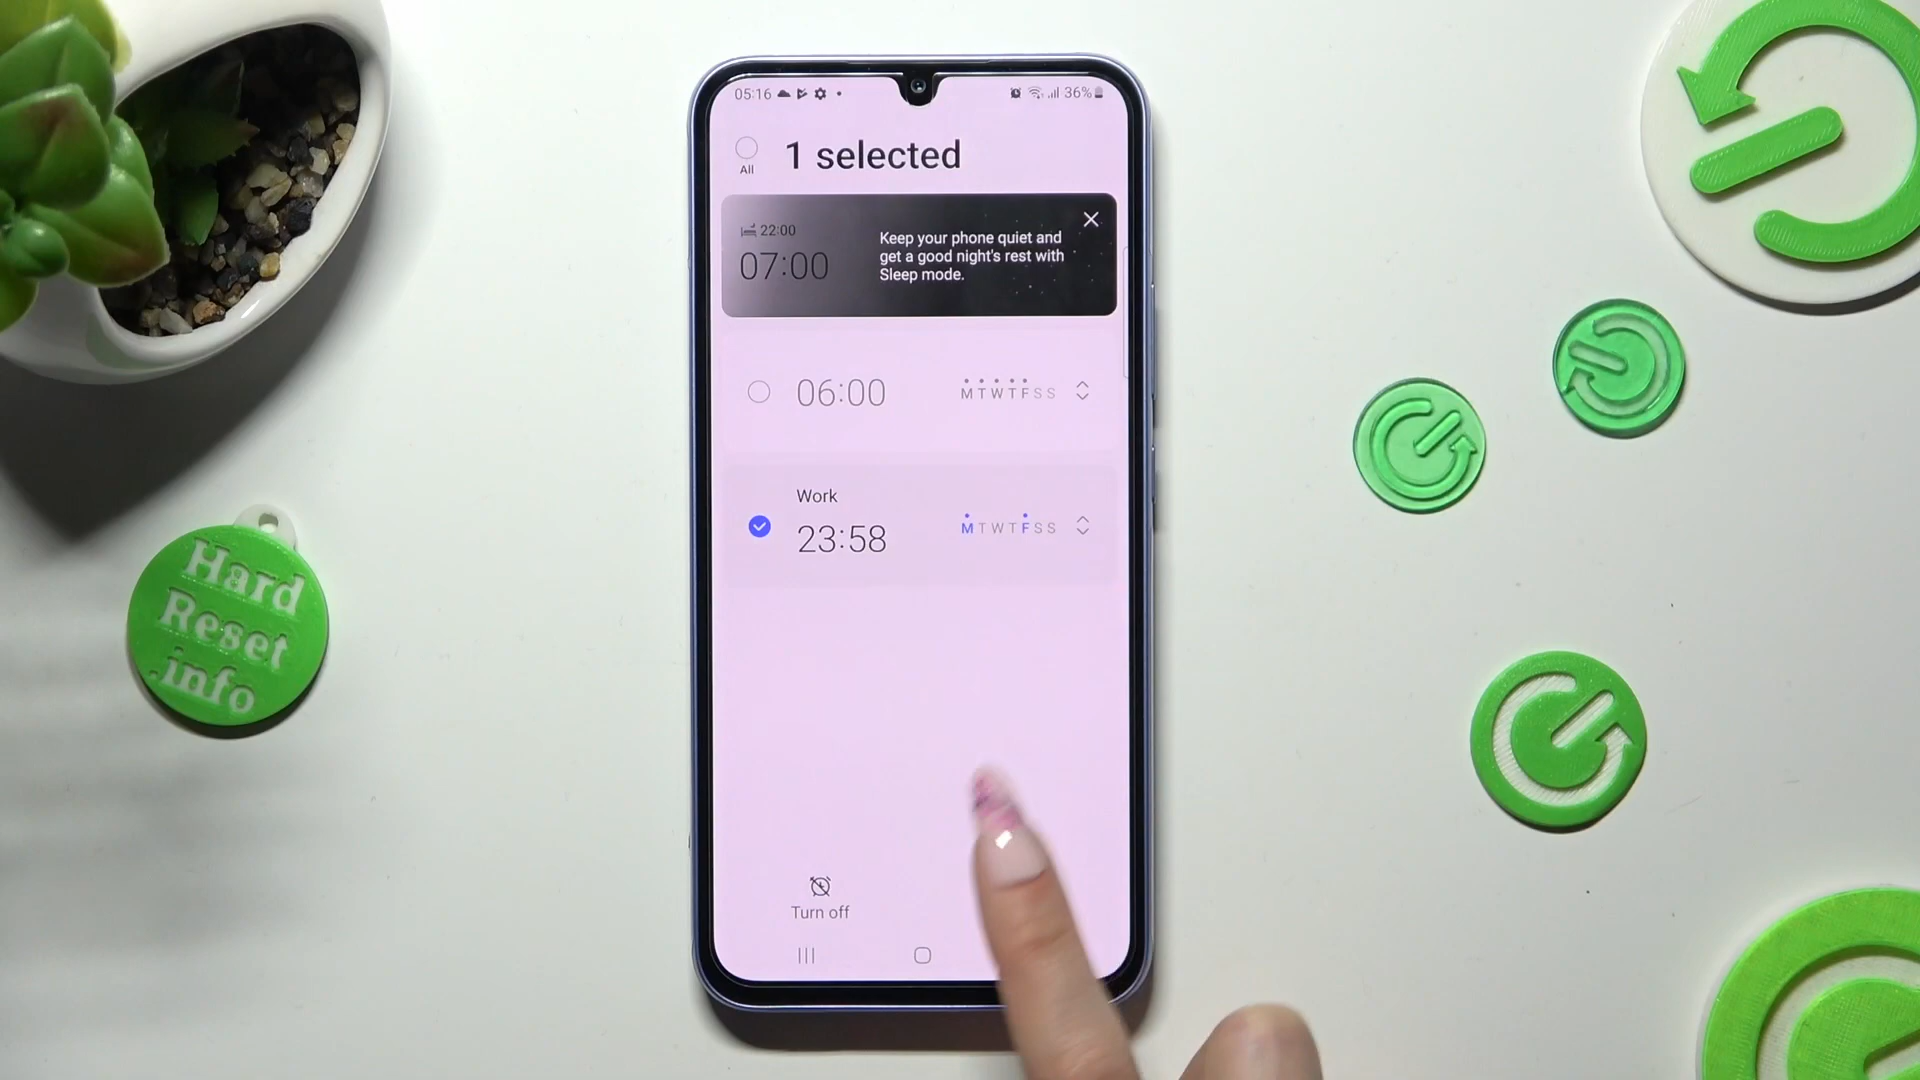 05:16
36%
All
1 selected
22:00
07:00
Keep your phone quiet and
get a good night's rest with
Sleep mode.
06:00
M T W T F S S
Work
23:58
M T W T F S S
Turn off
Hard
Reset
.info